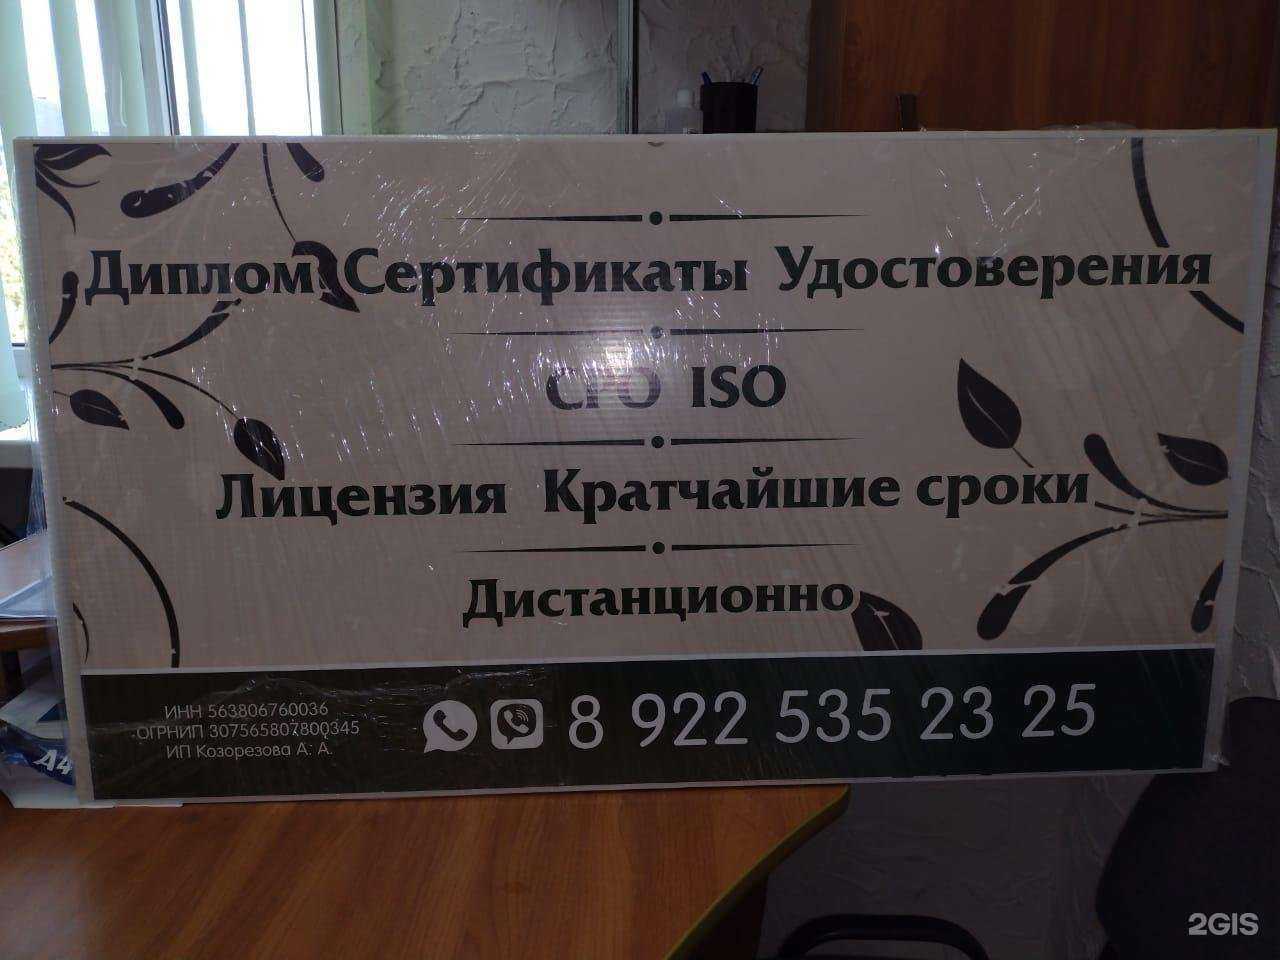 Диплом Сертификаты Удостоверения
СРО ISO
Лицензия Кратчайшие сроки
Дистанционно
ИНН 563806760036
ОГРНИП 307565807800345
ИП Козорезова А. А.
8 922 535 23 25
A4
2GIS